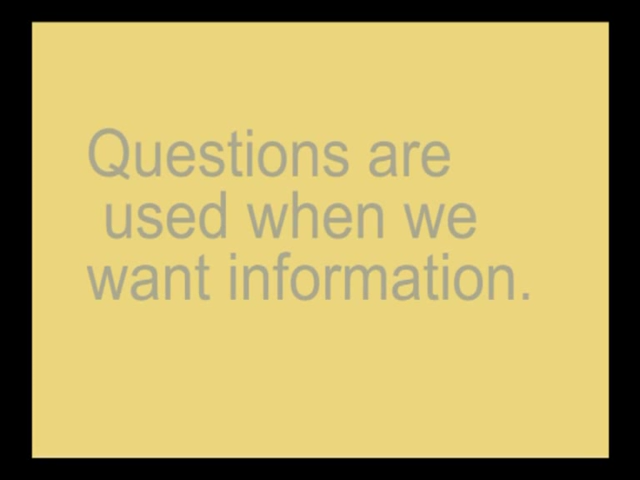 Questions are
used when we
want information.